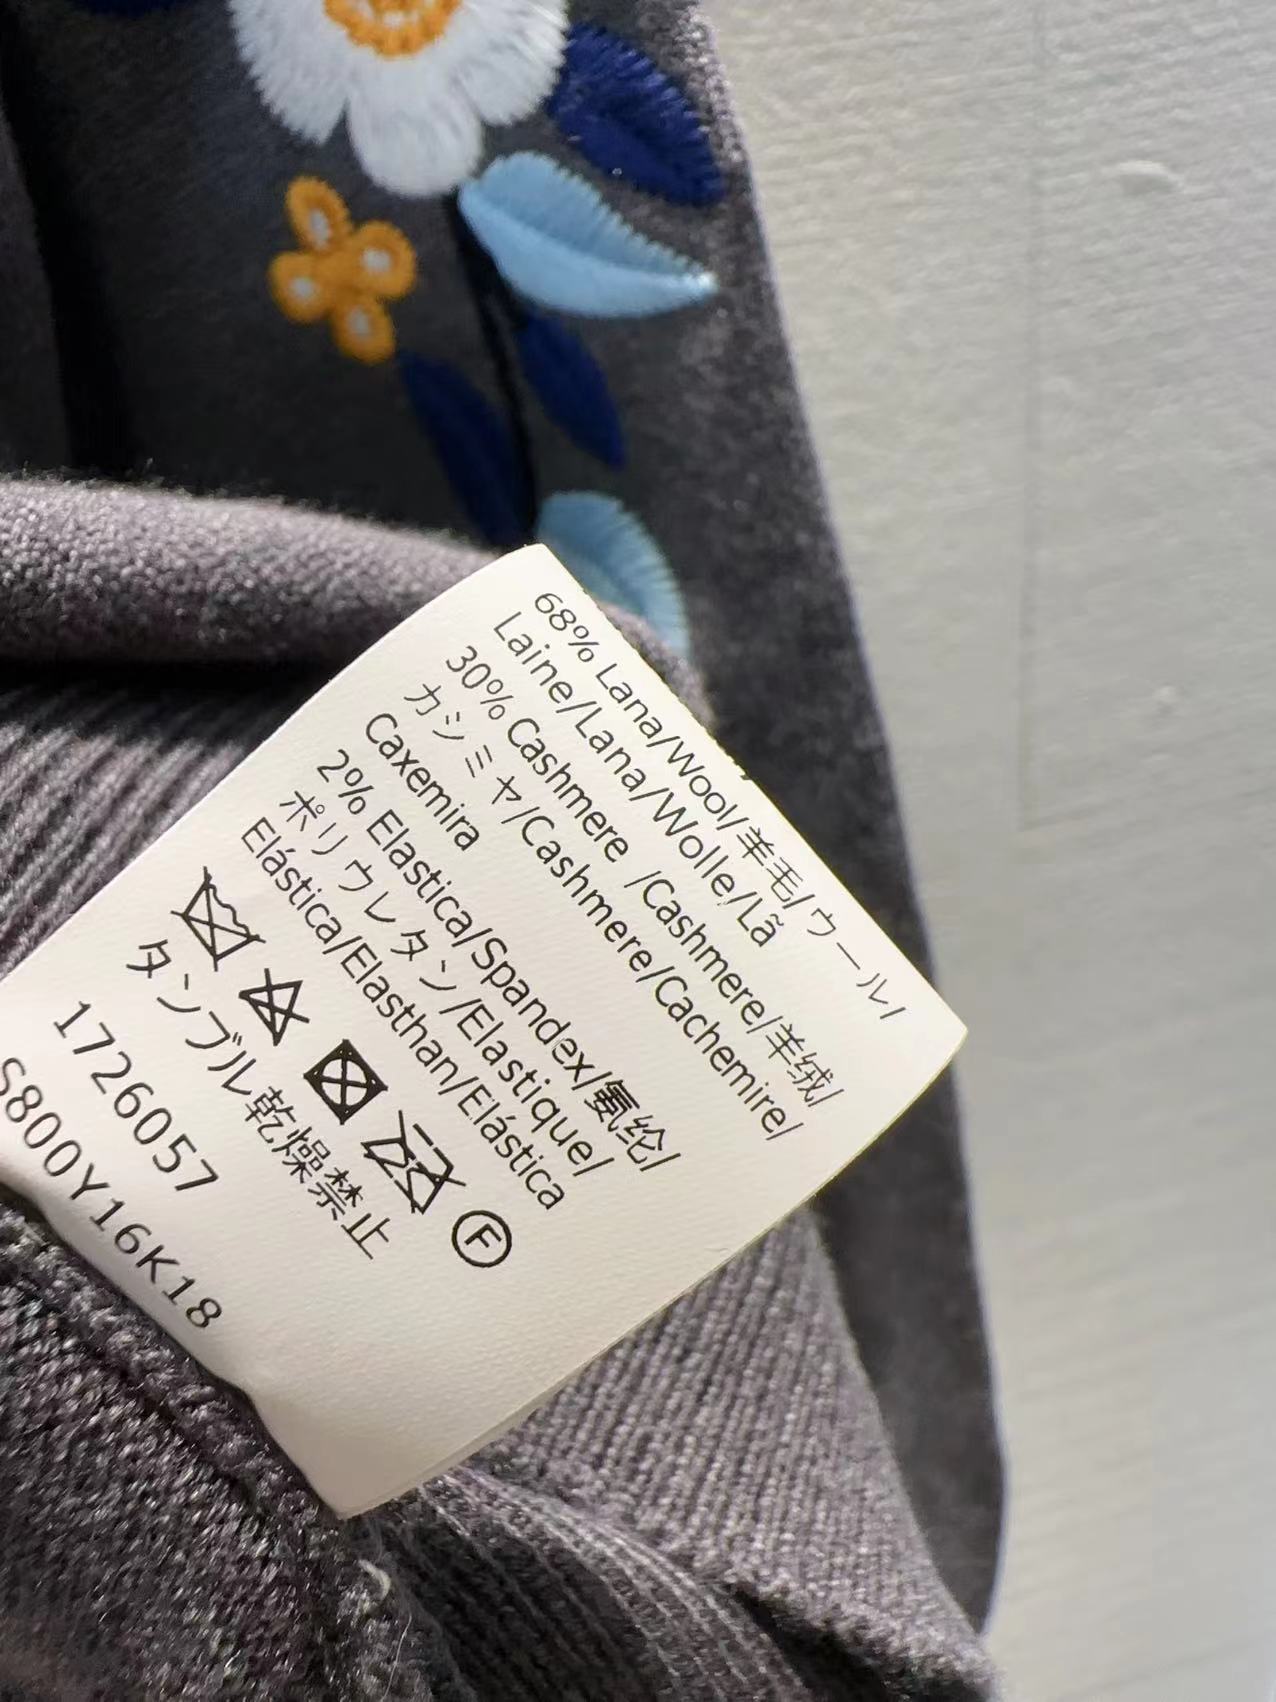 68% Lana/Wool/羊毛/ウール/
Laine/Lana/Wolle/Lã
30% Cashmere /Cashmere/羊绒/
カシミヤ/Cashmere/Cachemire/
Caxemira
2% Elastica/Spandex/氨纶/
ポリウレタン/Elastique/
Elástica/Elasthan/Elástica
F
タンブル乾燥禁止
1726057
S800Y16K18